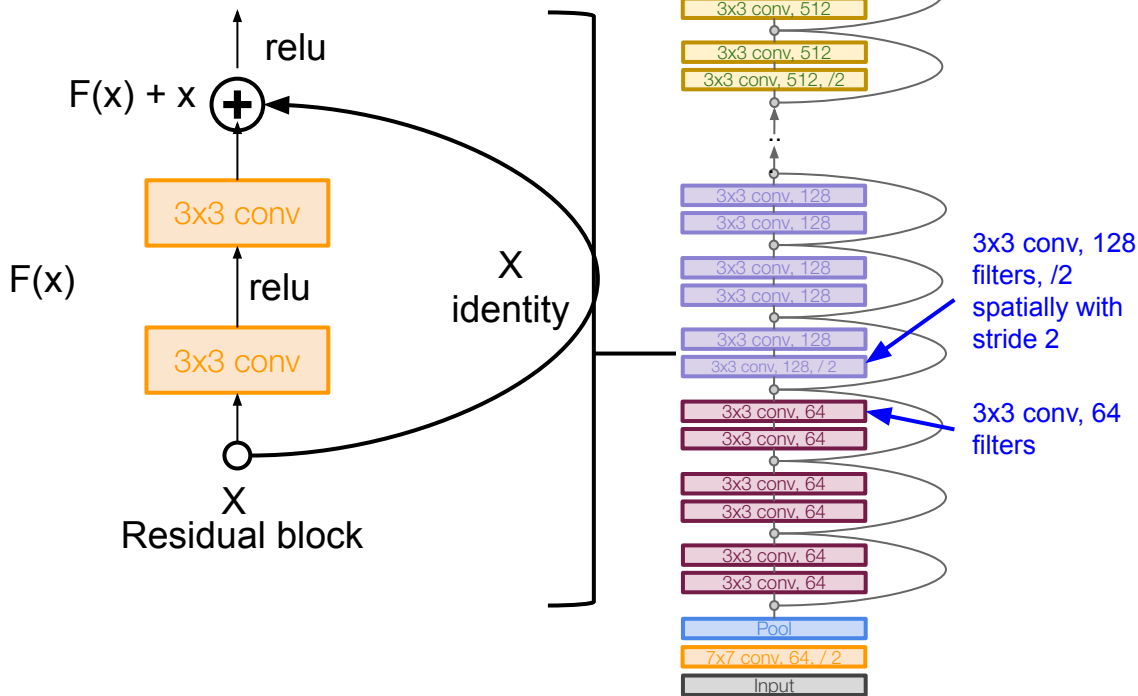 relu
F(x) + x
3x3 conv
F(x)
relu
X
identity
3x3 conv
X
Residual block
3x3 conv, 512
3x3 conv, 512
3x3 conv, 512, /2
..
3x3 conv, 128
3x3 conv, 128
3x3 conv, 128
3x3 conv, 128
3x3 conv, 128
3x3 conv, 128, / 2
3x3 conv, 64
3x3 conv, 64
3x3 conv, 64
3x3 conv, 64
3x3 conv, 64
3x3 conv, 64
Pool
7x7 conv, 64, / 2
Input
3x3 conv, 128
filters, /2
spatially with
stride 2
3x3 conv, 64
filters